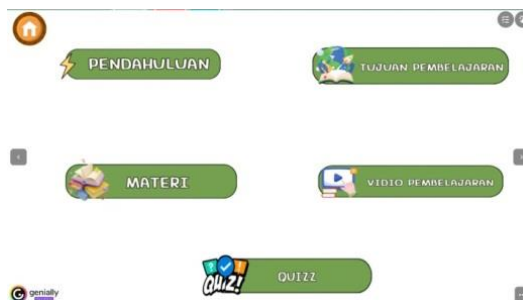 PENDAHULUAN
TUJUAN PEMBELAJARAN
MATERI
VIDIO PEMBELAJARAN
QUIZ!
QUIZZ
genially